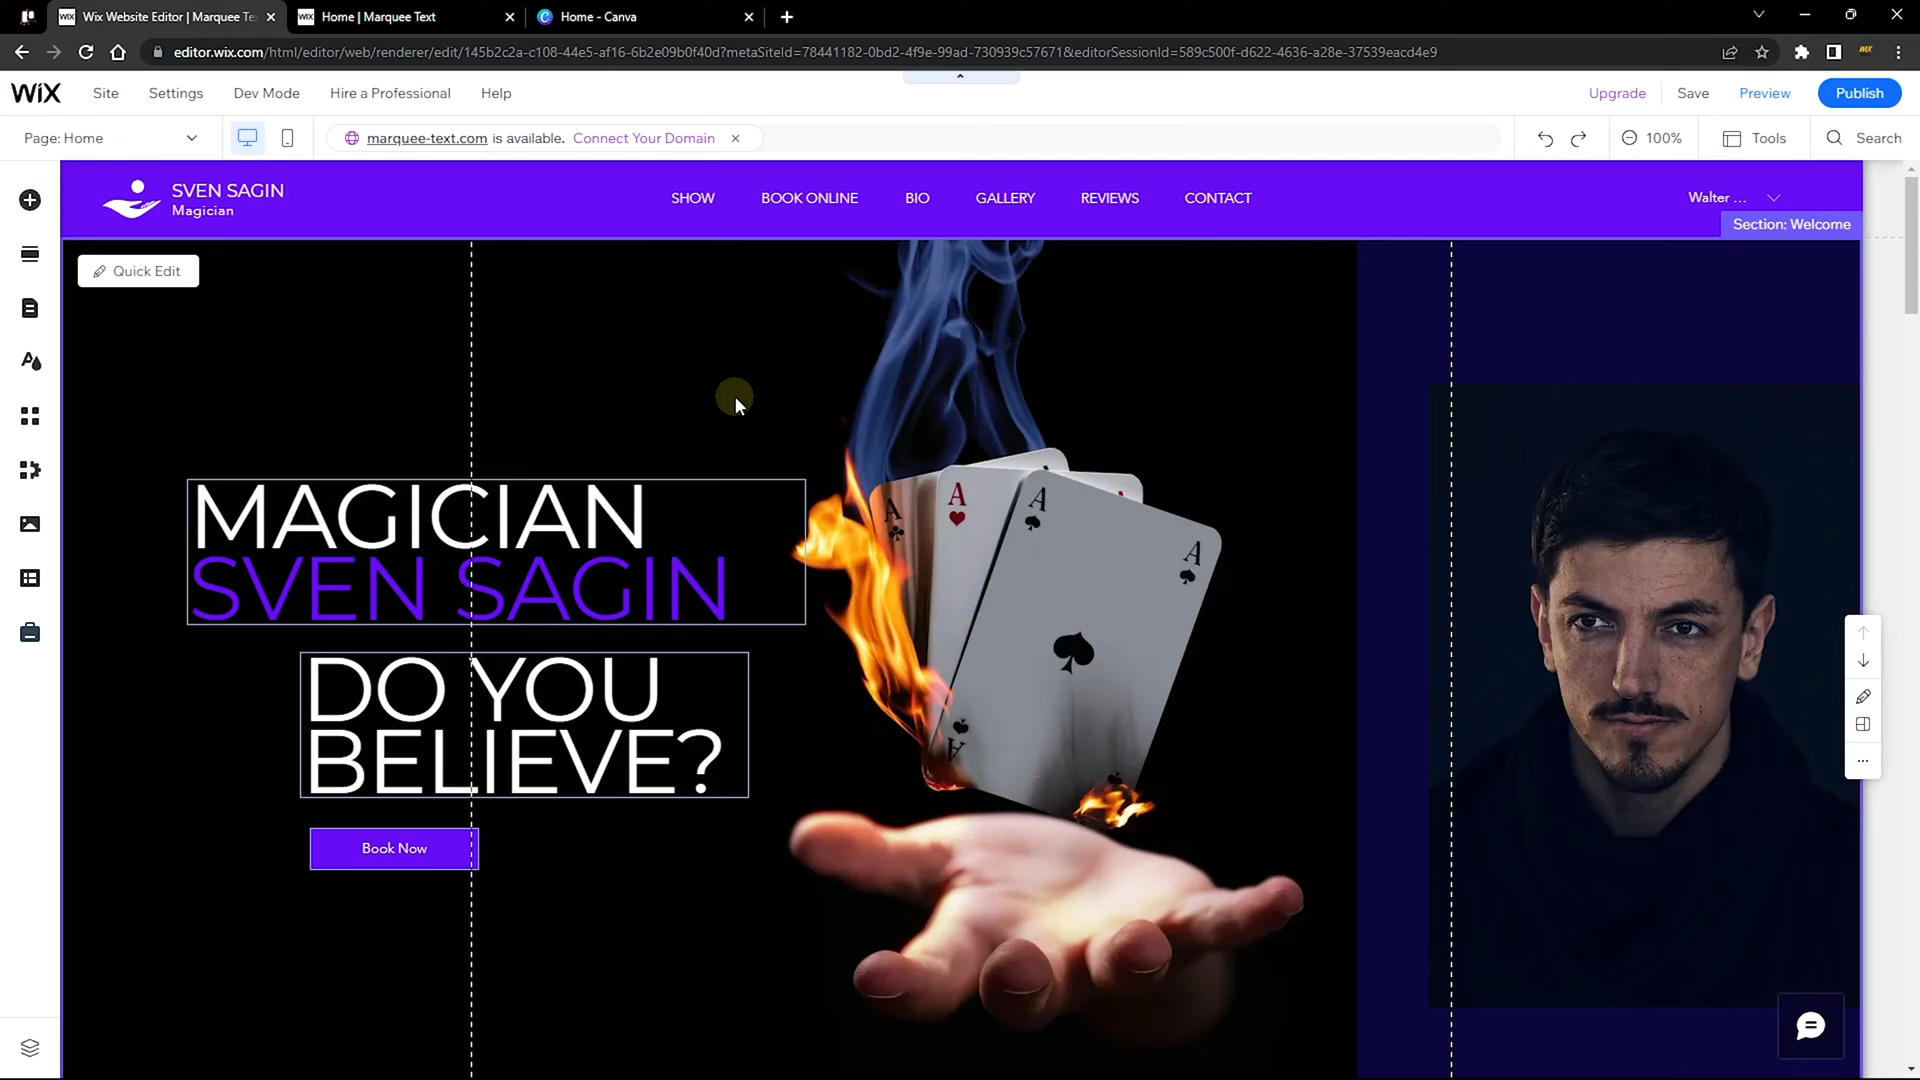 Wix Website Editor | Marquee Te
Home | Marquee Text
Home - Canva
editor.wix.com/html/editor/web/renderer/edit/145b2c2a-c108-44e5-af16-6b2e09b0f40d?metaSiteId=78441182-0bd2-4f9e-99ad-730939c57671&editorSessionId=589c500f-d622-4636-a28e-37539eacd4e9
WiX
Site
Settings
Dev Mode
Hire a Professional
Help
Upgrade
Save
Preview
Publish
Page: Home
marquee-text.com is available. Connect Your Domain
100%
Tools
Search
SVEN SAGIN
Magician
SHOW
BOOK ONLINE
BIO
GALLERY
REVIEWS
CONTACT
Walter ...
Section: Welcome
Quick Edit
MAGICIAN
SVEN SAGIN
DO YOU
BELIEVE?
Book Now
A
A
A
A
A